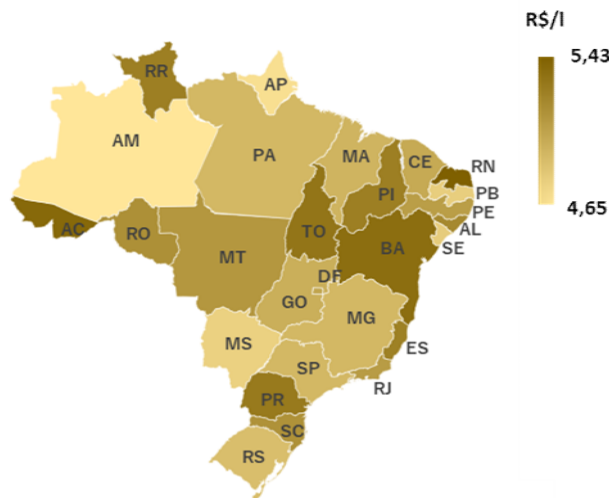 R$/l
5,43
4,65
RR
AP
AM
PA
MA
CE
RN
PB
PE
AL
SE
PI
AC
RO
TO
BA
MT
DF
GO
MG
ES
MS
SP
RJ
PR
SC
RS